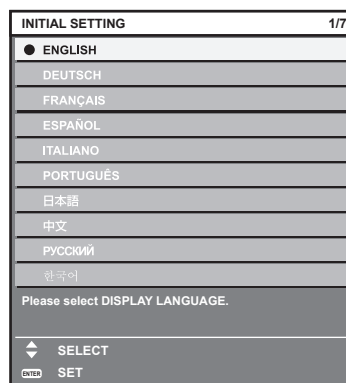 INITIAL SETTING 1/7
ENGLISH
DEUTSCH
FRANÇAIS
ESPAÑOL
ITALIANO
PORTUGUÊS
日本語
中文
РУССКИЙ
한국어
Please select DISPLAY LANGUAGE.
SELECT
ENTER SET